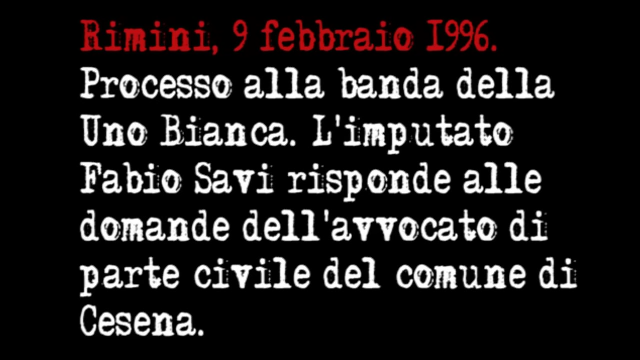 Rimini, 9 febbraio 1996.
Processo alla banda della
Uno Bianca. L'imputato
Fabio Savi risponde alle
domande dell'avvocato di
parte civile del comune di
Cesena.